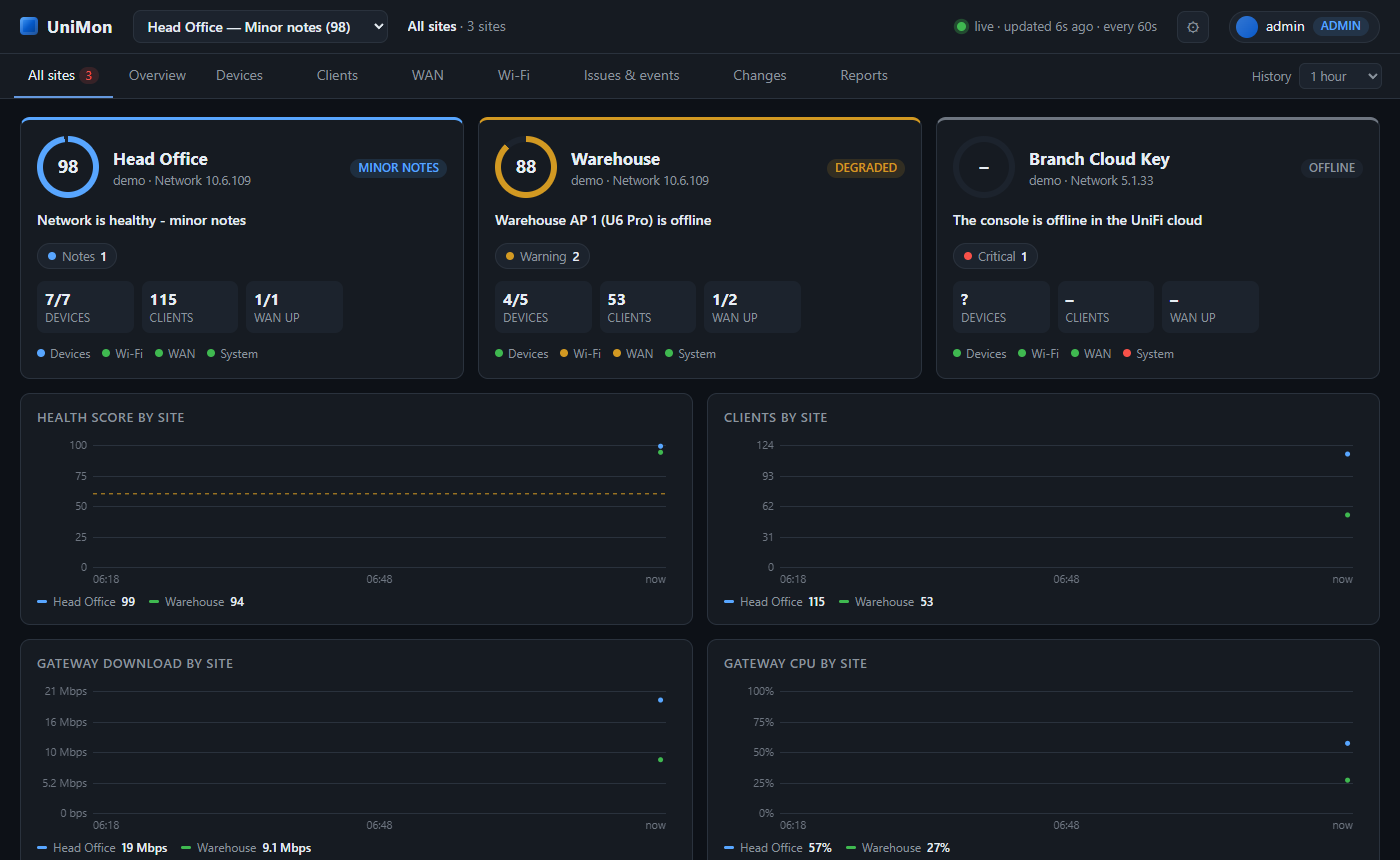 UniMon Head Office — Minor notes (98) All sites · 3 sites live · updated 6s ago · every 60s admin ADMIN
All sites 3 Overview Devices Clients WAN Wi-Fi Issues & events Changes Reports History 1 hour
98 Head Office MINOR NOTES
demo · Network 10.6.109
Network is healthy - minor notes
Notes 1
7/7 115 1/1
DEVICES CLIENTS WAN UP
Devices Wi-Fi WAN System
88 Warehouse DEGRADED
demo · Network 10.6.109
Warehouse AP 1 (U6 Pro) is offline
Warning 2
4/5 53 1/2
DEVICES CLIENTS WAN UP
Devices Wi-Fi WAN System
– Branch Cloud Key OFFLINE
demo · Network 5.1.33
The console is offline in the UniFi cloud
Critical 1
? – –
DEVICES CLIENTS WAN UP
Devices Wi-Fi WAN System
HEALTH SCORE BY SITE
100
75
50
25
0
06:18 06:48 now
Head Office 99 Warehouse 94
CLIENTS BY SITE
124
93
62
31
0
06:18 06:48 now
Head Office 115 Warehouse 53
GATEWAY DOWNLOAD BY SITE
21 Mbps
16 Mbps
10 Mbps
5.2 Mbps
0 bps
06:18 06:48 now
Head Office 19 Mbps Warehouse 9.1 Mbps
GATEWAY CPU BY SITE
100%
75%
50%
25%
0%
06:18 06:48 now
Head Office 57% Warehouse 27%